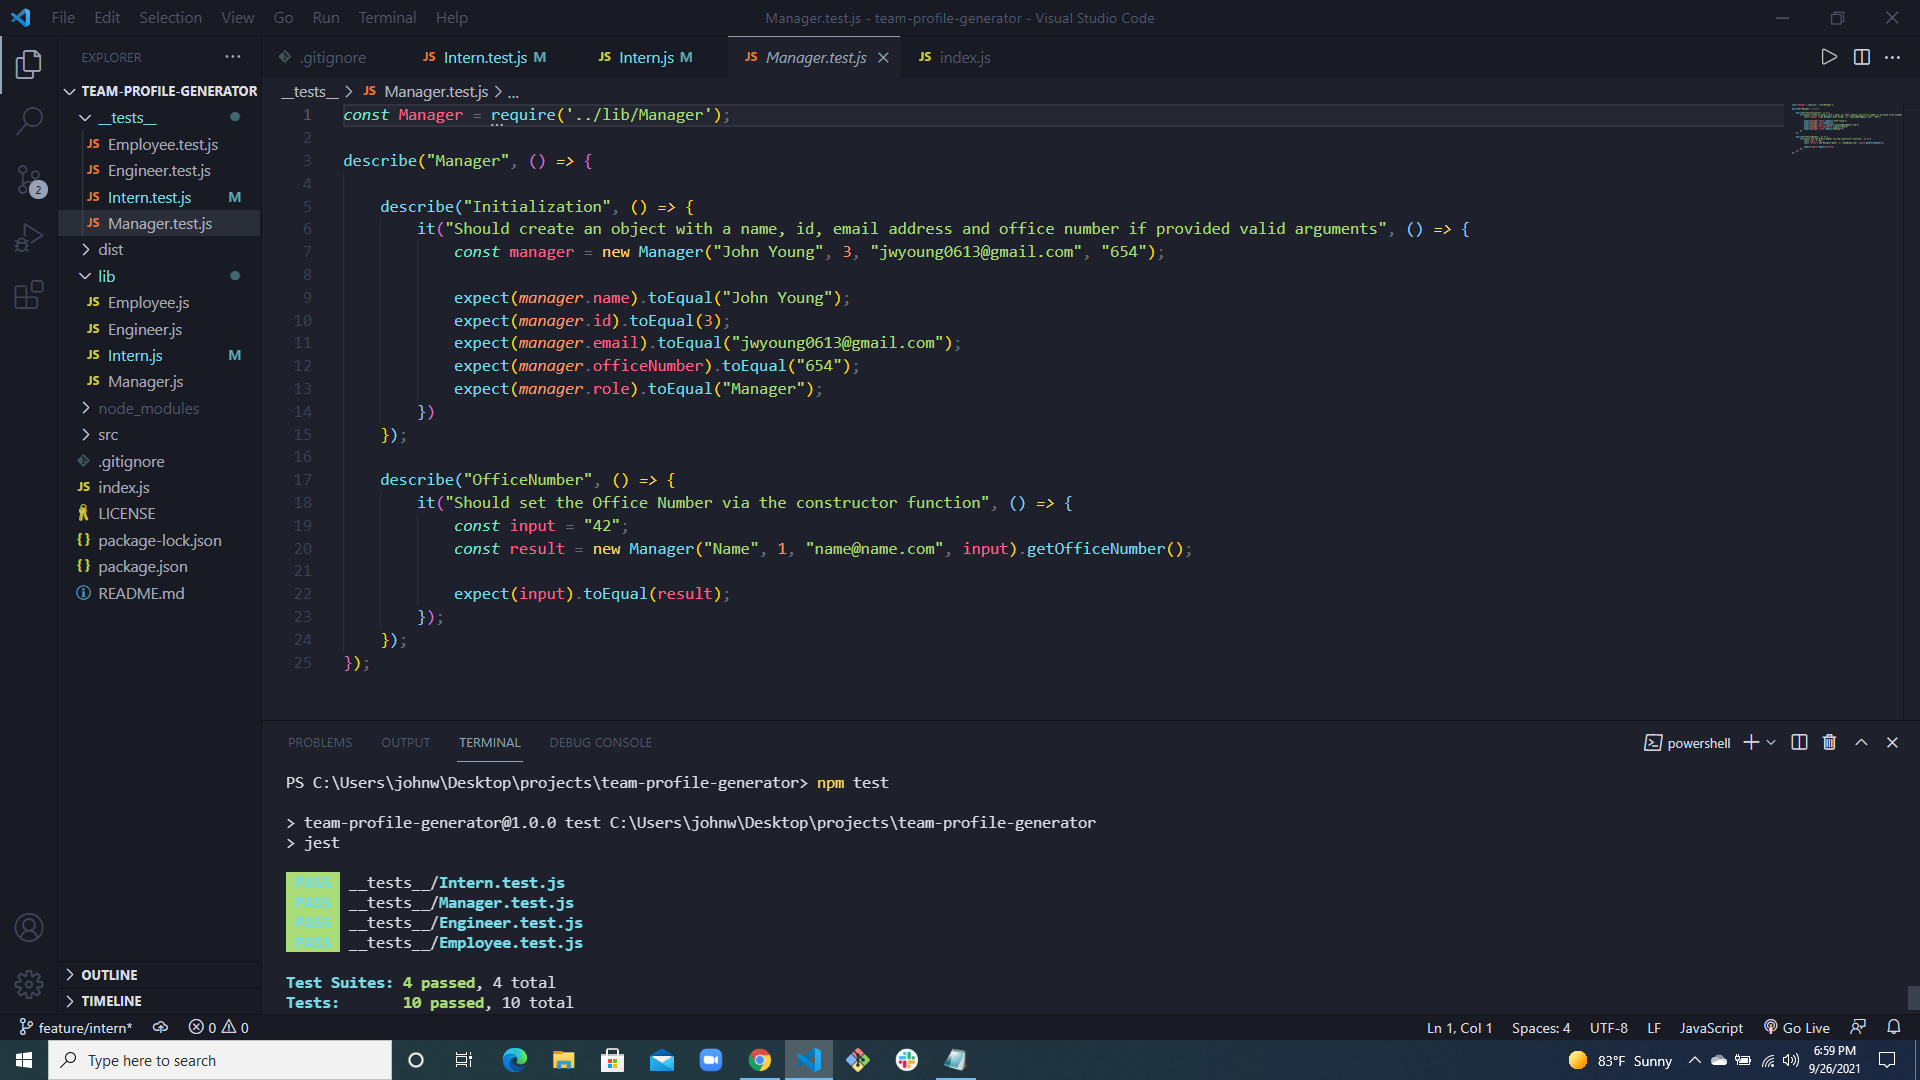 File Edit Selection View Go Run Terminal Help
Manager.test.js - team-profile-generator - Visual Studio Code
EXPLORER
TEAM-PROFILE-GENERATOR
__tests__
JS Employee.test.js
JS Engineer.test.js
JS Intern.test.js M
JS Manager.test.js
dist
lib
JS Employee.js
JS Engineer.js
JS Intern.js M
JS Manager.js
node_modules
src
.gitignore
JS index.js
LICENSE
{} package-lock.json
{} package.json
README.md
OUTLINE
TIMELINE
2
.gitignore
JS Intern.test.js M
JS Intern.js M
JS Manager.test.js
JS index.js
__tests__ > JS Manager.test.js > ...
1 const Manager = require('../lib/Manager');
2
3 describe("Manager", () => {
4
5 describe("Initialization", () => {
6 it("Should create an object with a name, id, email address and office number if provided valid arguments", () => {
7 const manager = new Manager("John Young", 3, "jwyoung0613@gmail.com", "654");
8
9 expect(manager.name).toEqual("John Young");
10 expect(manager.id).toEqual(3);
11 expect(manager.email).toEqual("jwyoung0613@gmail.com");
12 expect(manager.officeNumber).toEqual("654");
13 expect(manager.role).toEqual("Manager");
14 })
15 });
16
17 describe("OfficeNumber", () => {
18 it("Should set the Office Number via the constructor function", () => {
19 const input = "42";
20 const result = new Manager("Name", 1, "name@name.com", input).getOfficeNumber();
21
22 expect(input).toEqual(result);
23 });
24 });
25 });
PROBLEMS OUTPUT TERMINAL DEBUG CONSOLE
powershell
PS C:\Users\johnw\Desktop\projects\team-profile-generator> npm test
> team-profile-generator@1.0.0 test C:\Users\johnw\Desktop\projects\team-profile-generator
> jest
PASS __tests__/Intern.test.js
PASS __tests__/Manager.test.js
PASS __tests__/Engineer.test.js
PASS __tests__/Employee.test.js
Test Suites: 4 passed, 4 total
Tests: 10 passed, 10 total
feature/intern* 0 0
Ln 1, Col 1 Spaces: 4 UTF-8 LF JavaScript Go Live
Type here to search
83°F Sunny
6:59 PM
9/26/2021